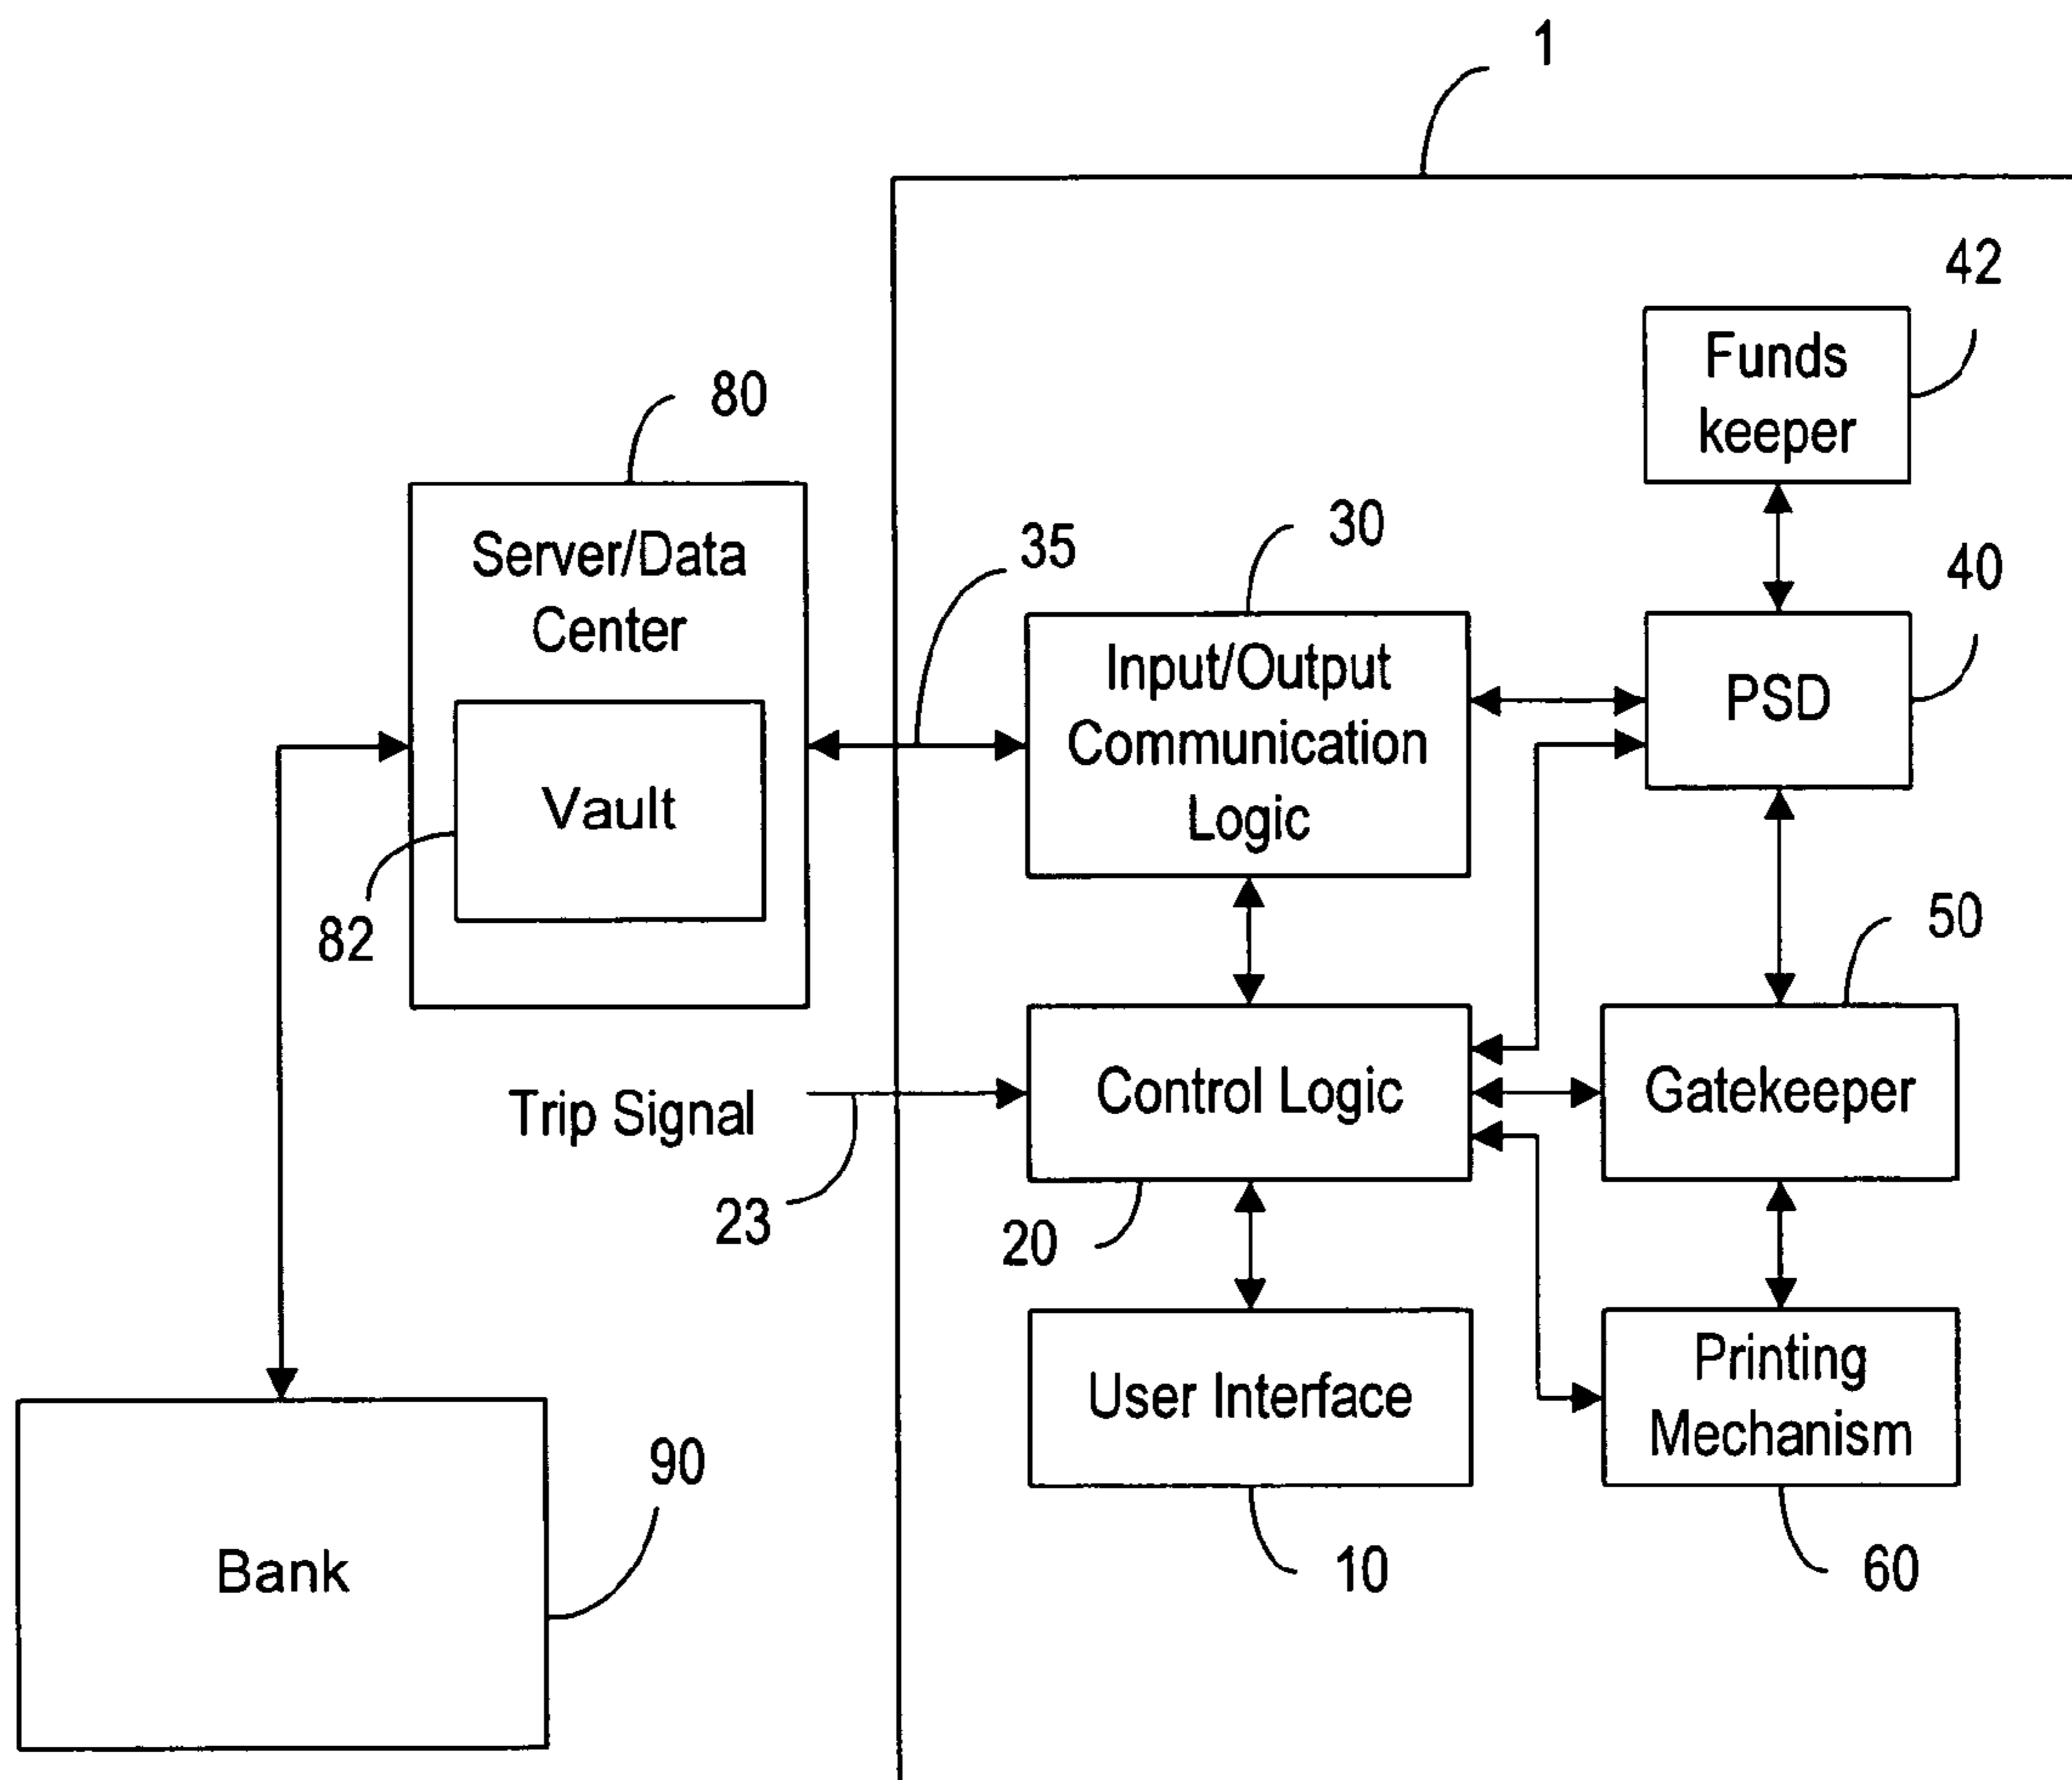 1
42
Funds
keeper
80
Server/Data
Center
35
30
40
Input/Output
Communication
Logic
PSD
Vault
82
50
Trip Signal
Control Logic
Gatekeeper
23
20
User Interface
Printing
Mechanism
90
Bank
10
60